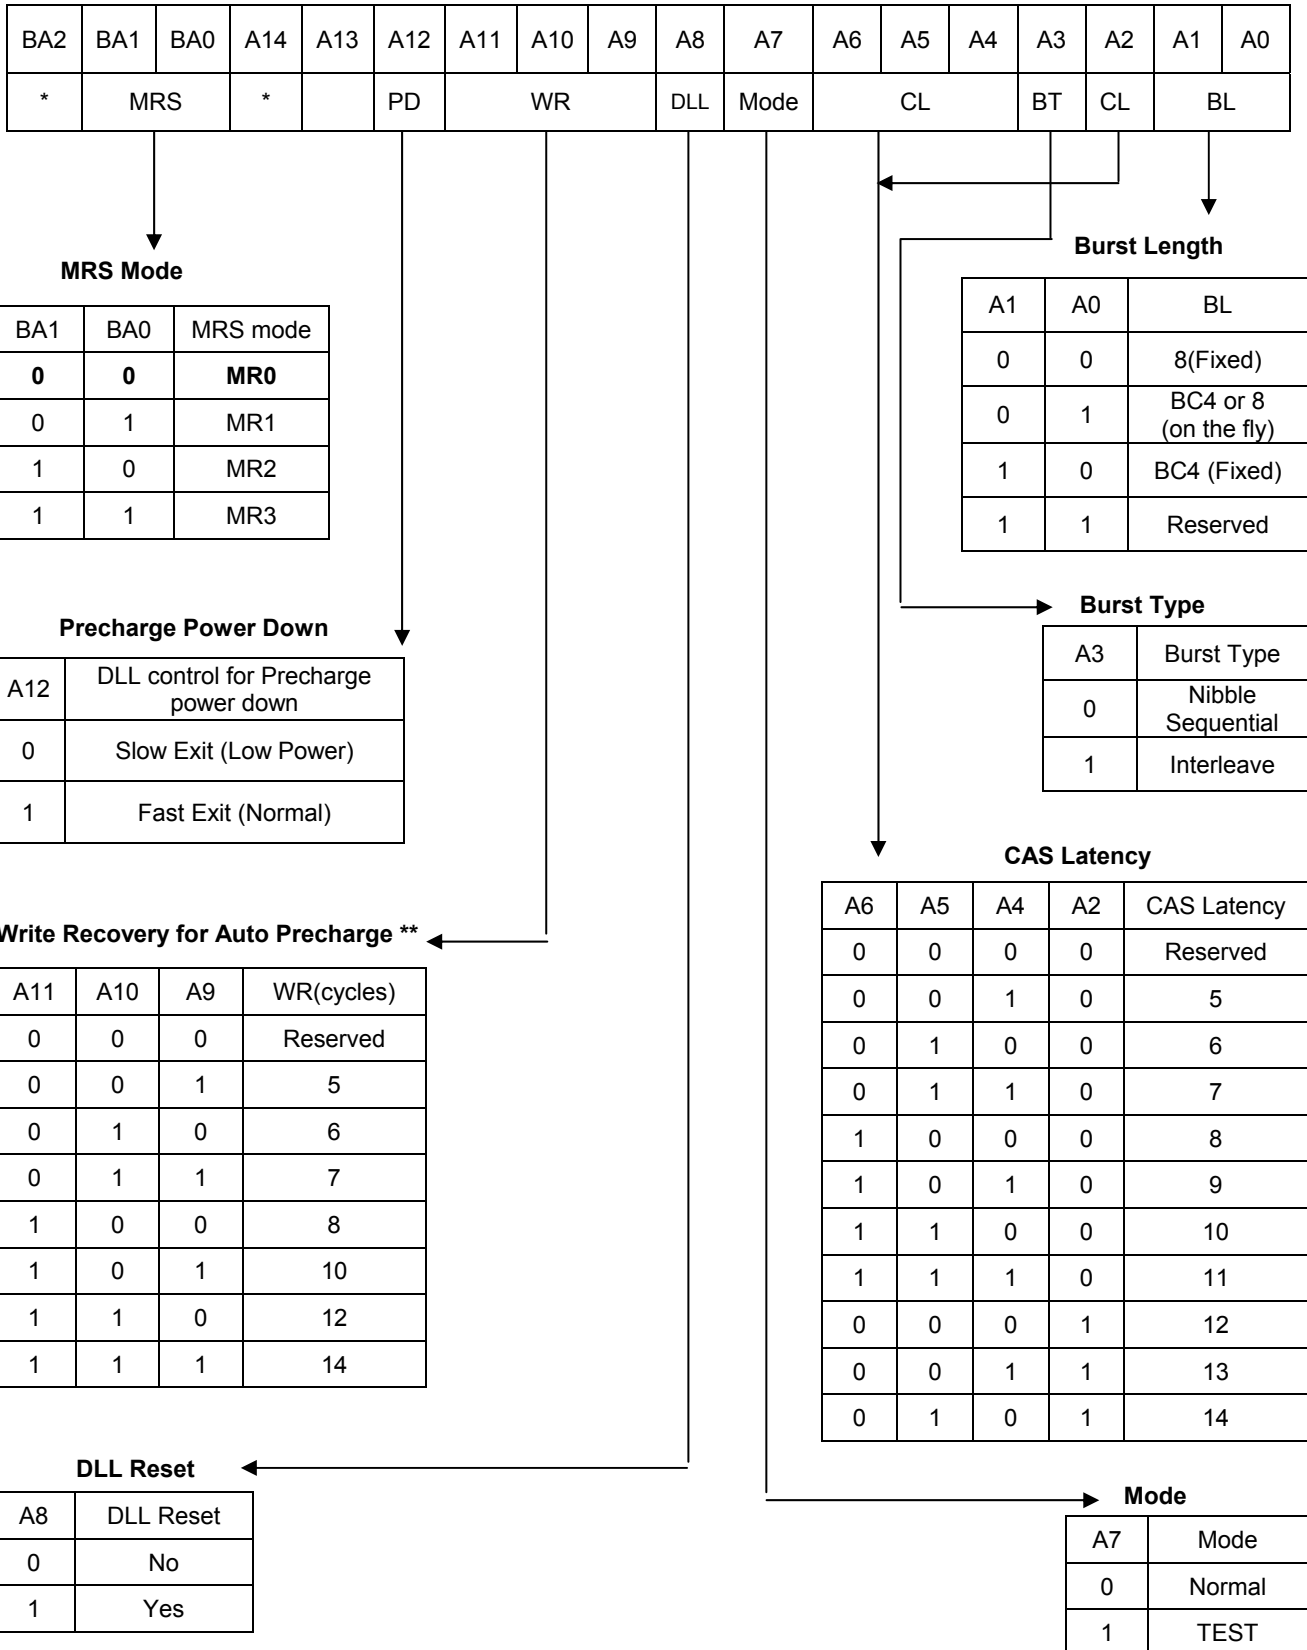 BA2 BA1 BA0 A14 A13 A12 A11 A10 A9 A8 A7 A6 A5 A4 A3 A2 A1 A0
* MRS * PD WR DLL Mode CL BT CL BL
MRS Mode
BA1 BA0 MRS mode
0 0 MR0
0 1 MR1
1 0 MR2
1 1 MR3
Burst Length
A1 A0 BL
0 0 8(Fixed)
0 1 BC4 or 8
(on the fly)
1 0 BC4 (Fixed)
1 1 Reserved
Precharge Power Down
A12 DLL control for Precharge
power down
0 Slow Exit (Low Power)
1 Fast Exit (Normal)
Burst Type
A3 Burst Type
0 Nibble
Sequential
1 Interleave
Write Recovery for Auto Precharge **
A11 A10 A9 WR(cycles)
0 0 0 Reserved
0 0 1 5
0 1 0 6
0 1 1 7
1 0 0 8
1 0 1 10
1 1 0 12
1 1 1 14
CAS Latency
A6 A5 A4 A2 CAS Latency
0 0 0 0 Reserved
0 0 1 0 5
0 1 0 0 6
0 1 1 0 7
1 0 0 0 8
1 0 1 0 9
1 1 0 0 10
1 1 1 0 11
0 0 0 1 12
0 0 1 1 13
0 1 0 1 14
DLL Reset
A8 DLL Reset
0 No
1 Yes
Mode
A7 Mode
0 Normal
1 TEST